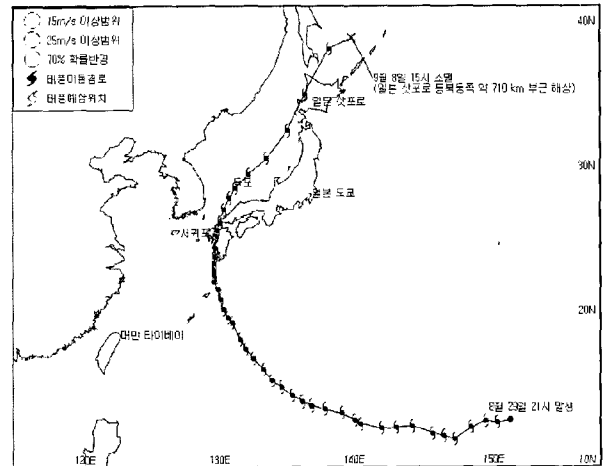 15m/s 이상범위
25m/s 이상범위
70% 확률반경
태풍이동경로
태풍예상위치
40N
9월 8일 15시 소멸
(일본 삿포로 동북동쪽 약 710 km 부근 해상)
일본 삿포로
30N
독도
일본 도쿄
서귀포
20N
대만 타이베이
8월 29일 21시 발생
120E
130E
140E
150E
10N